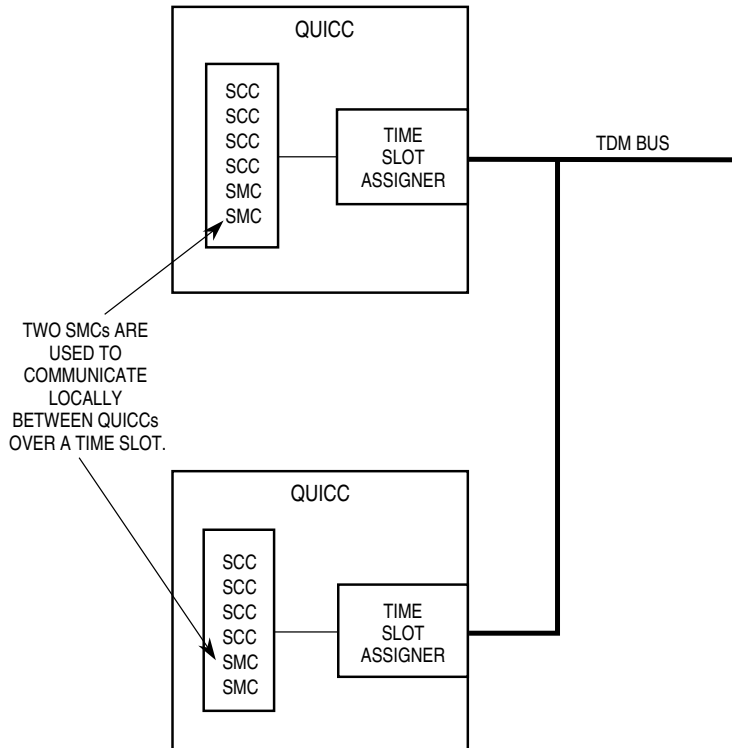 QUICC
SCC
SCC
SCC
SCC
SMC
SMC
TIME
SLOT
ASSIGNER
TDM BUS
TWO SMCs ARE
USED TO
COMMUNICATE
LOCALLY
BETWEEN QUICCs
OVER A TIME SLOT.
QUICC
SCC
SCC
SCC
SCC
SMC
SMC
TIME
SLOT
ASSIGNER